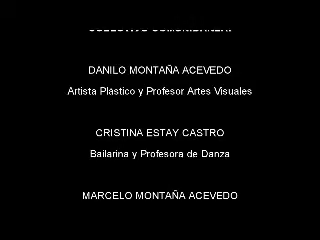 DANILO MONTAÑA ACEVEDO
Artista Plastico y Profesor Artes Visuales
CRISTINA ESTAY CASTRO
Bailarina y Profesora de Danza
MARCELO MONTAÑA ACEVEDO